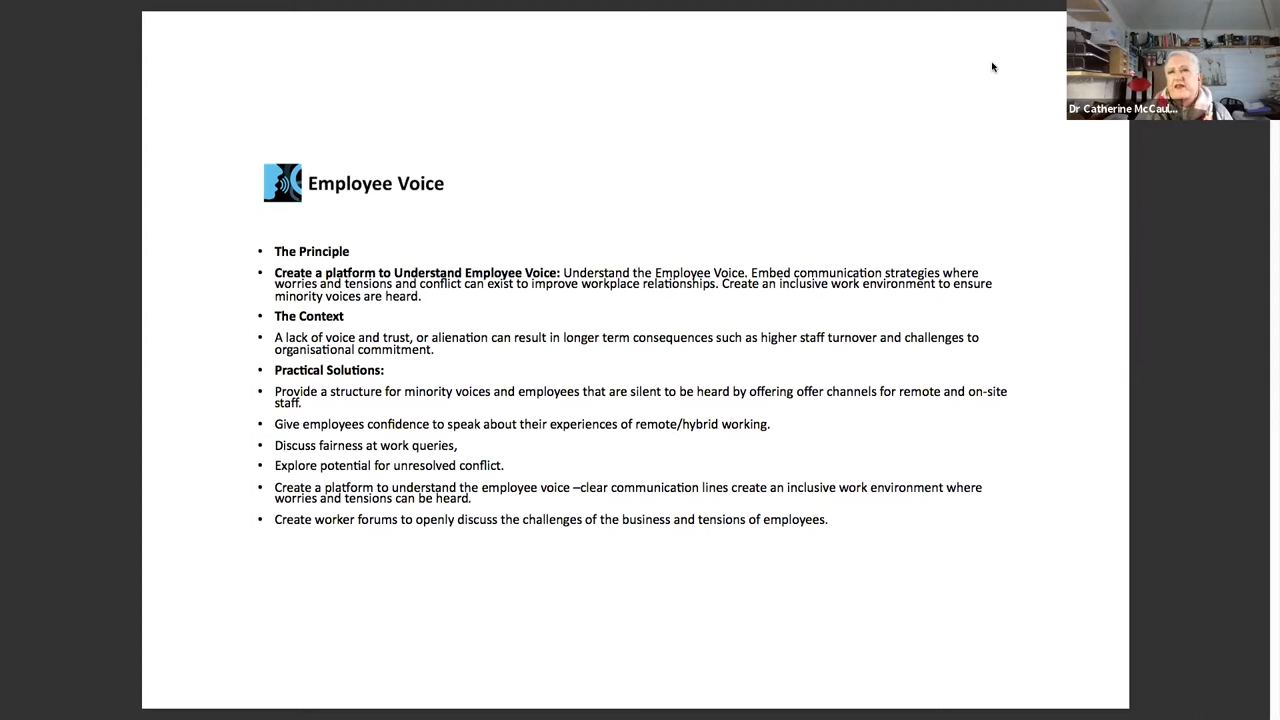 Dr Catherine McCaul...
Employee Voice
• The Principle
• Create a platform to Understand Employee Voice: Understand the Employee Voice. Embed communication strategies where
worries and tensions and conflict can exist to improve workplace relationships. Create an inclusive work environment to ensure
minority voices are heard.
• The Context
• A lack of voice and trust, or alienation can result in longer term consequences such as higher staff turnover and challenges to
organisational commitment.
• Practical Solutions:
• Provide a structure for minority voices and employees that are silent to be heard by offering offer channels for remote and on-site
staff.
• Give employees confidence to speak about their experiences of remote/hybrid working.
• Discuss fairness at work queries,
• Explore potential for unresolved conflict.
• Create a platform to understand the employee voice –clear communication lines create an inclusive work environment where
worries and tensions can be heard.
• Create worker forums to openly discuss the challenges of the business and tensions of employees.